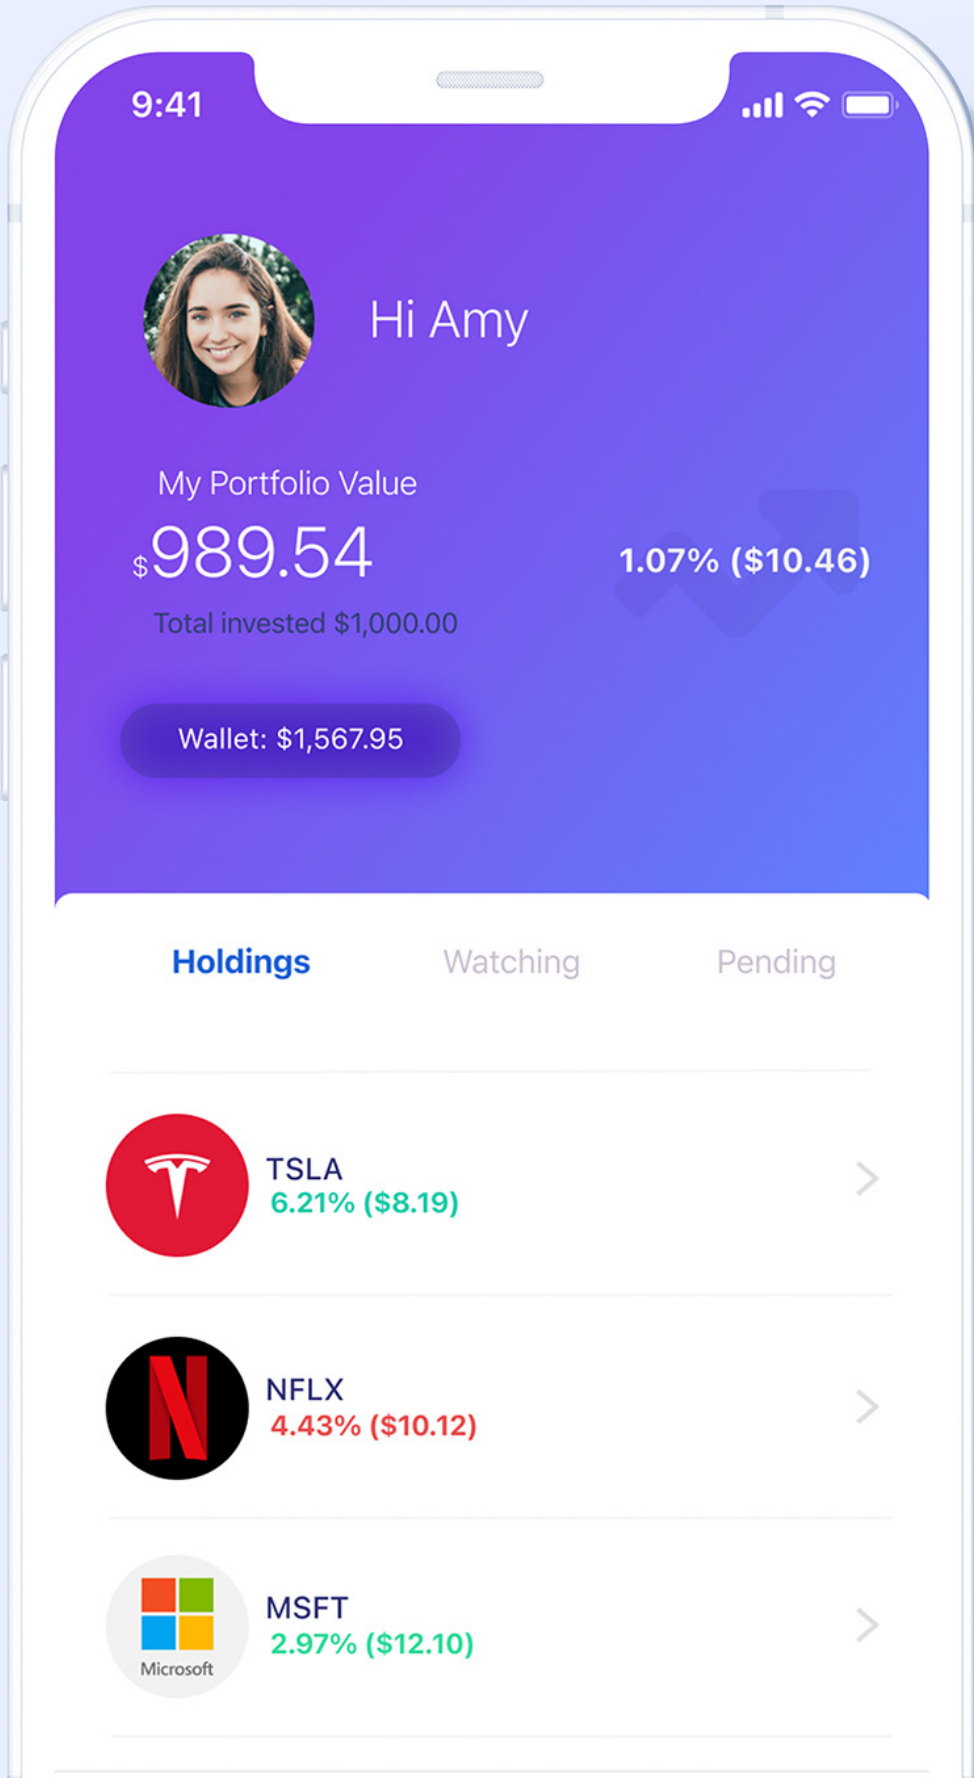 9:41
Hi Amy
My Portfolio Value
$989.54
1.07% ($10.46)
Total invested $1,000.00
Wallet: $1,567.95
Holdings Watching Pending
TSLA
6.21% ($8.19)
NFLX
4.43% ($10.12)
MSFT
2.97% ($12.10)
Microsoft